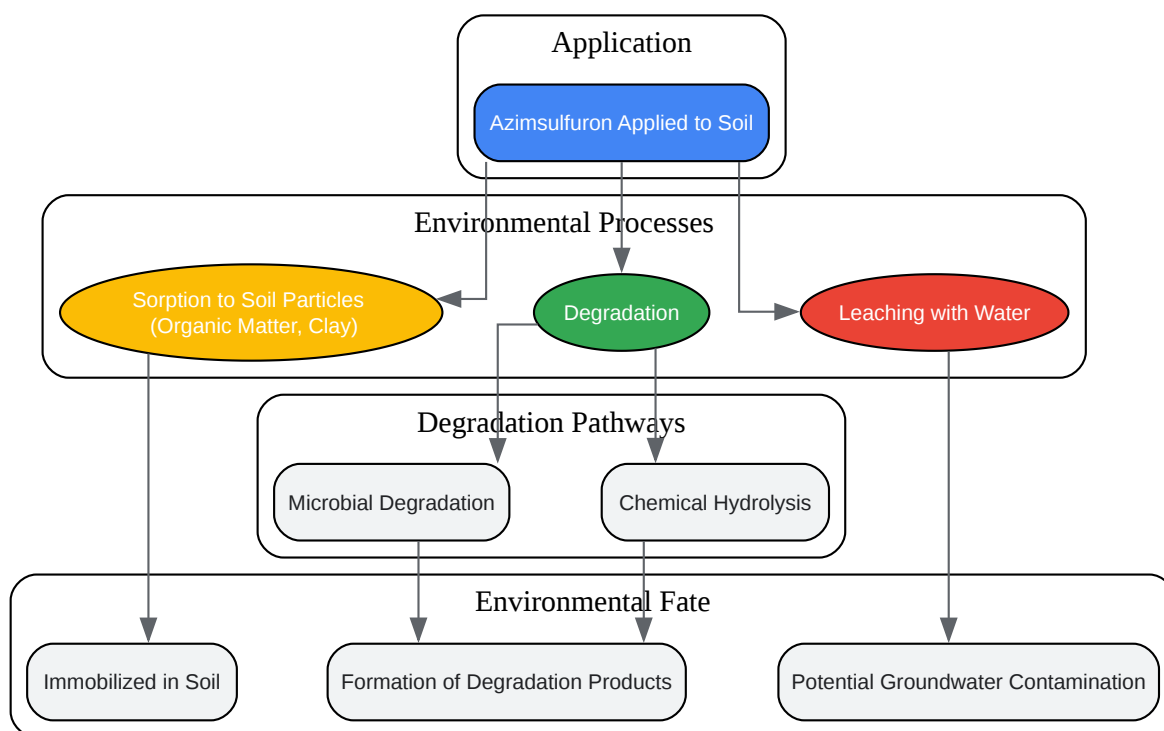 Application
Azimsulfuron Applied to Soil
Environmental Processes
Sorption to Soil Particles
(Organic Matter, Clay)
Degradation
Leaching with Water
Degradation Pathways
Microbial Degradation
Chemical Hydrolysis
Environmental Fate
Immobilized in Soil
Formation of Degradation Products
Potential Groundwater Contamination